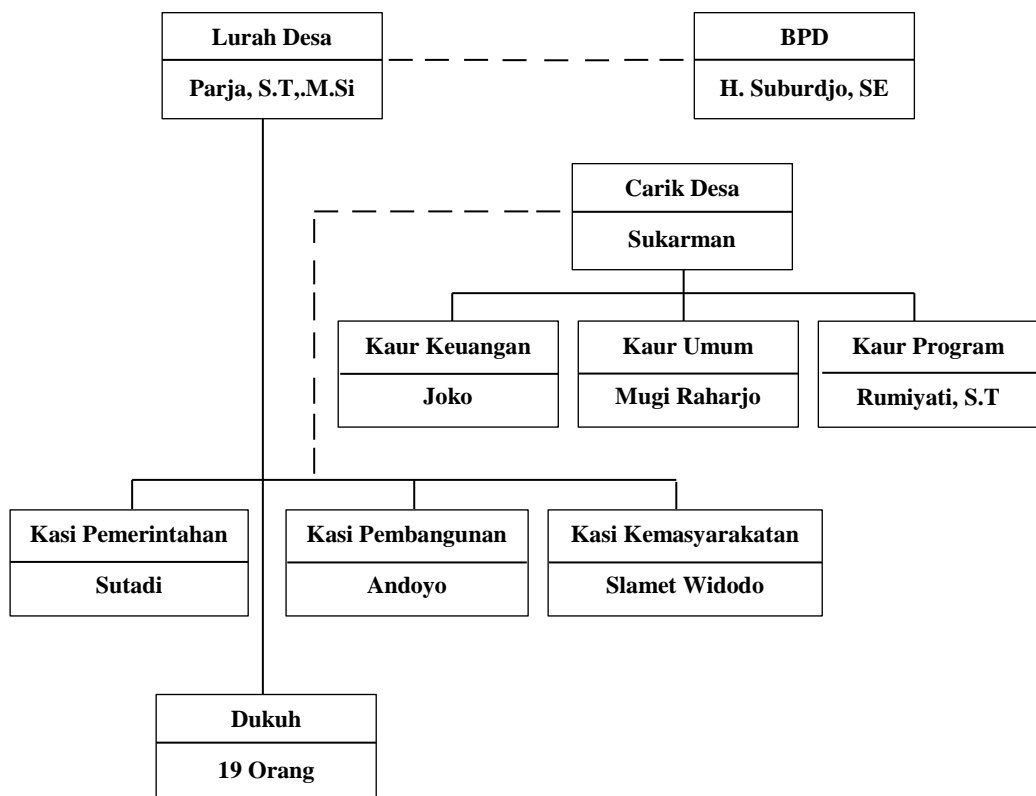 Lurah Desa
Parja, S.T,.M.Si
BPD
H. Suburdjo, SE
Carik Desa
Sukarman
Kaur Keuangan
Joko
Kaur Umum
Mugi Raharjo
Kaur Program
Rumiyati, S.T
Kasi Pemerintahan
Sutadi
Kasi Pembangunan
Andoyo
Kasi Kemasyarakatan
Slamet Widodo
Dukuh
19 Orang